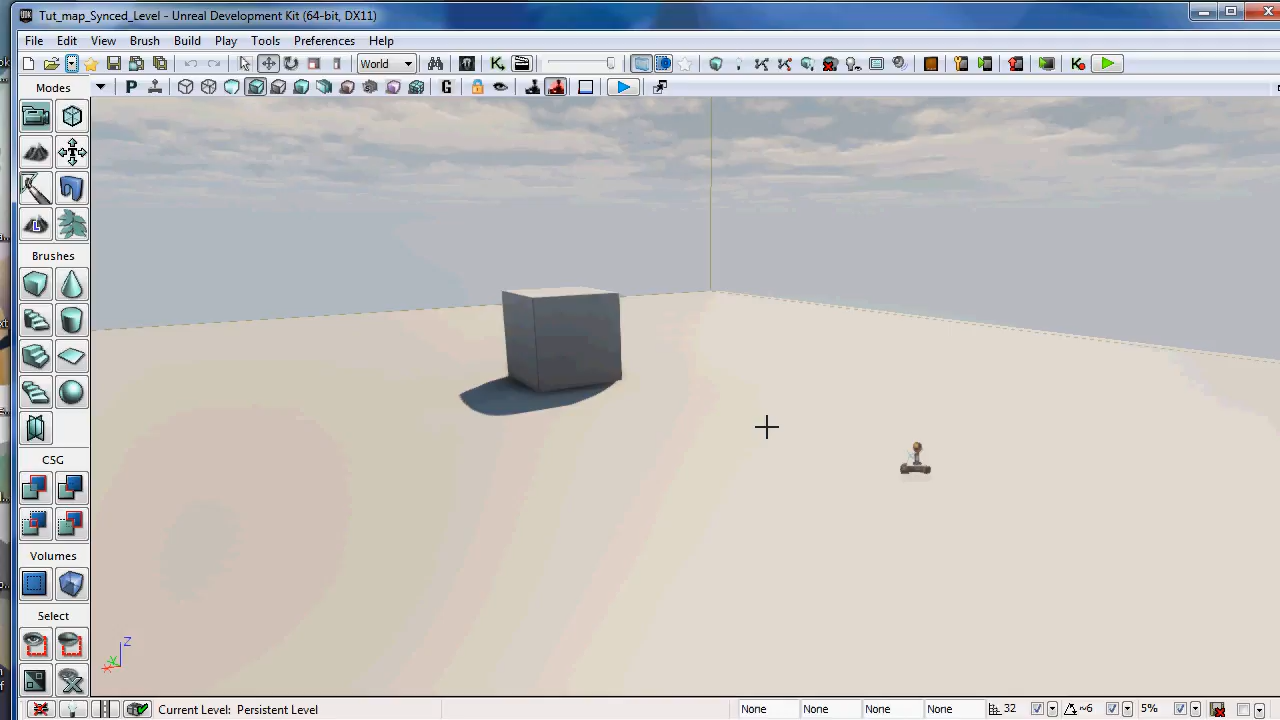 Tut_map_Synced_Level - Unreal Development Kit (64-bit, DX11)
File Edit View Brush Build Play Tools Preferences Help
World
Modes
P G
L
Brushes
CSG
Volumes
Select
Z
Current Level: Persistent Level None None None None 32 ~6 5%